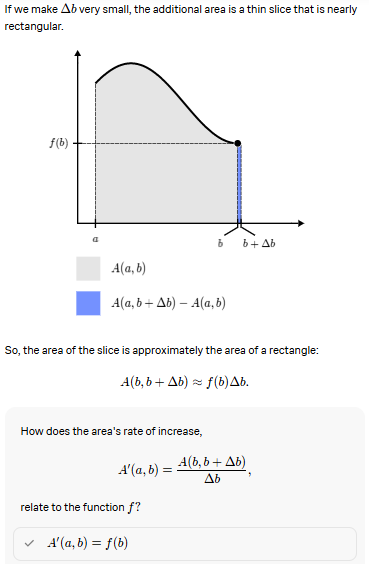 If we make Δb very small, the additional area is a thin slice that is nearly
rectangular.
f(b)
a
b b + Δb
A(a, b)
A(a, b + Δb) − A(a, b)
So, the area of the slice is approximately the area of a rectangle:
A(b, b + Δb) ≈ f(b)Δb.
How does the area's rate of increase,
A′(a, b) = A(b, b + Δb) / Δb,
relate to the function f?
✓ A′(a, b) = f(b)